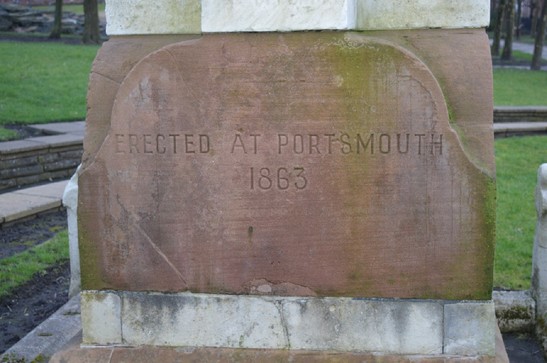 ERECTED AT PORTSMOUTH
1863